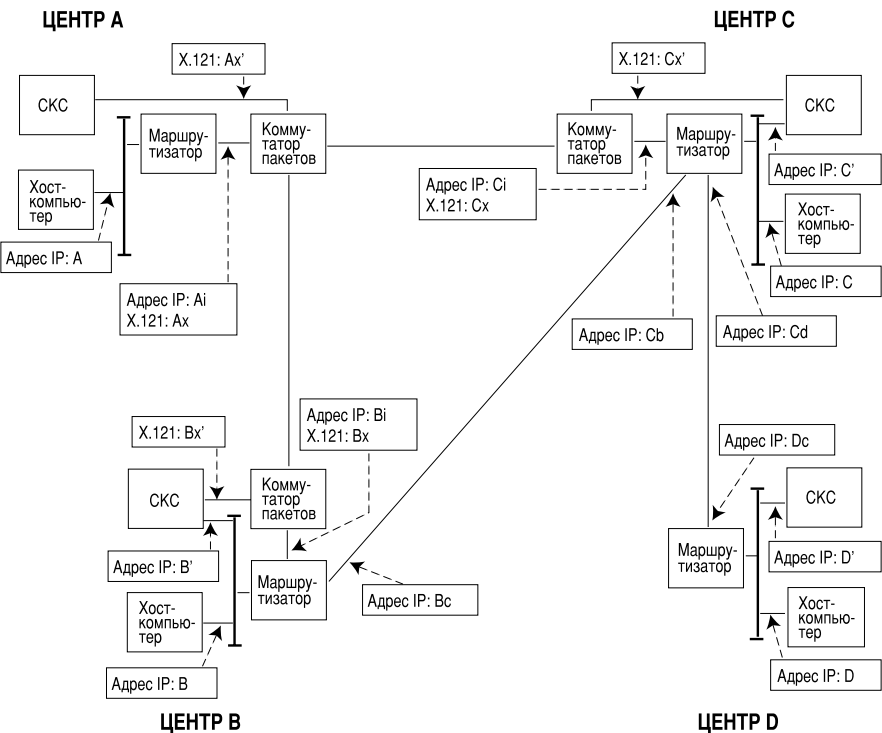 ЦЕНТР A
ЦЕНТР C
X.121: Ax’
X.121: Cx’
СКС
Маршру-
тизатор
Комму-
татор
пакетов
Комму-
татор
пакетов
Маршру-
тизатор
СКС
Адрес IP: C’
Хост-
компью-
тер
Адрес IP: Ci
X.121: Cx
Хост-
компью-
тер
Адрес IP: A
Адрес IP: C
Адрес IP: Ai
X.121: Ax
Адрес IP: Cb
Адрес IP: Cd
Адрес IP: Bi
X.121: Bx
X.121: Bx’
Адрес IP: Dc
СКС
Комму-
татор
пакетов
СКС
Адрес IP: B’
Маршру-
тизатор
Маршру-
тизатор
Адрес IP: D’
Хост-
компью-
тер
Адрес IP: Bc
Хост-
компью-
тер
Адрес IP: B
Адрес IP: D
ЦЕНТР B
ЦЕНТР D